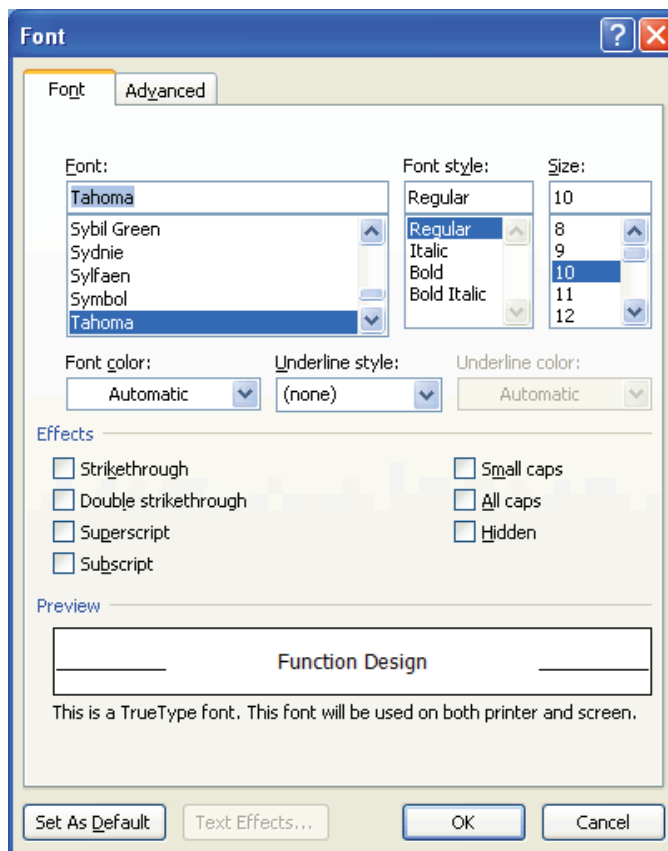 Font
Font Advanced
Font: Font style: Size:
Tahoma Regular 10
Sybil Green Regular 8
Sydnie Italic 9
Sylfaen Bold 10
Symbol Bold Italic 11
Tahoma 12
Font color: Underline style: Underline color:
Automatic (none) Automatic
Effects
Strikethrough Small caps
Double strikethrough All caps
Superscript Hidden
Subscript
Preview
Function Design
This is a TrueType font. This font will be used on both printer and screen.
Set As Default Text Effects... OK Cancel